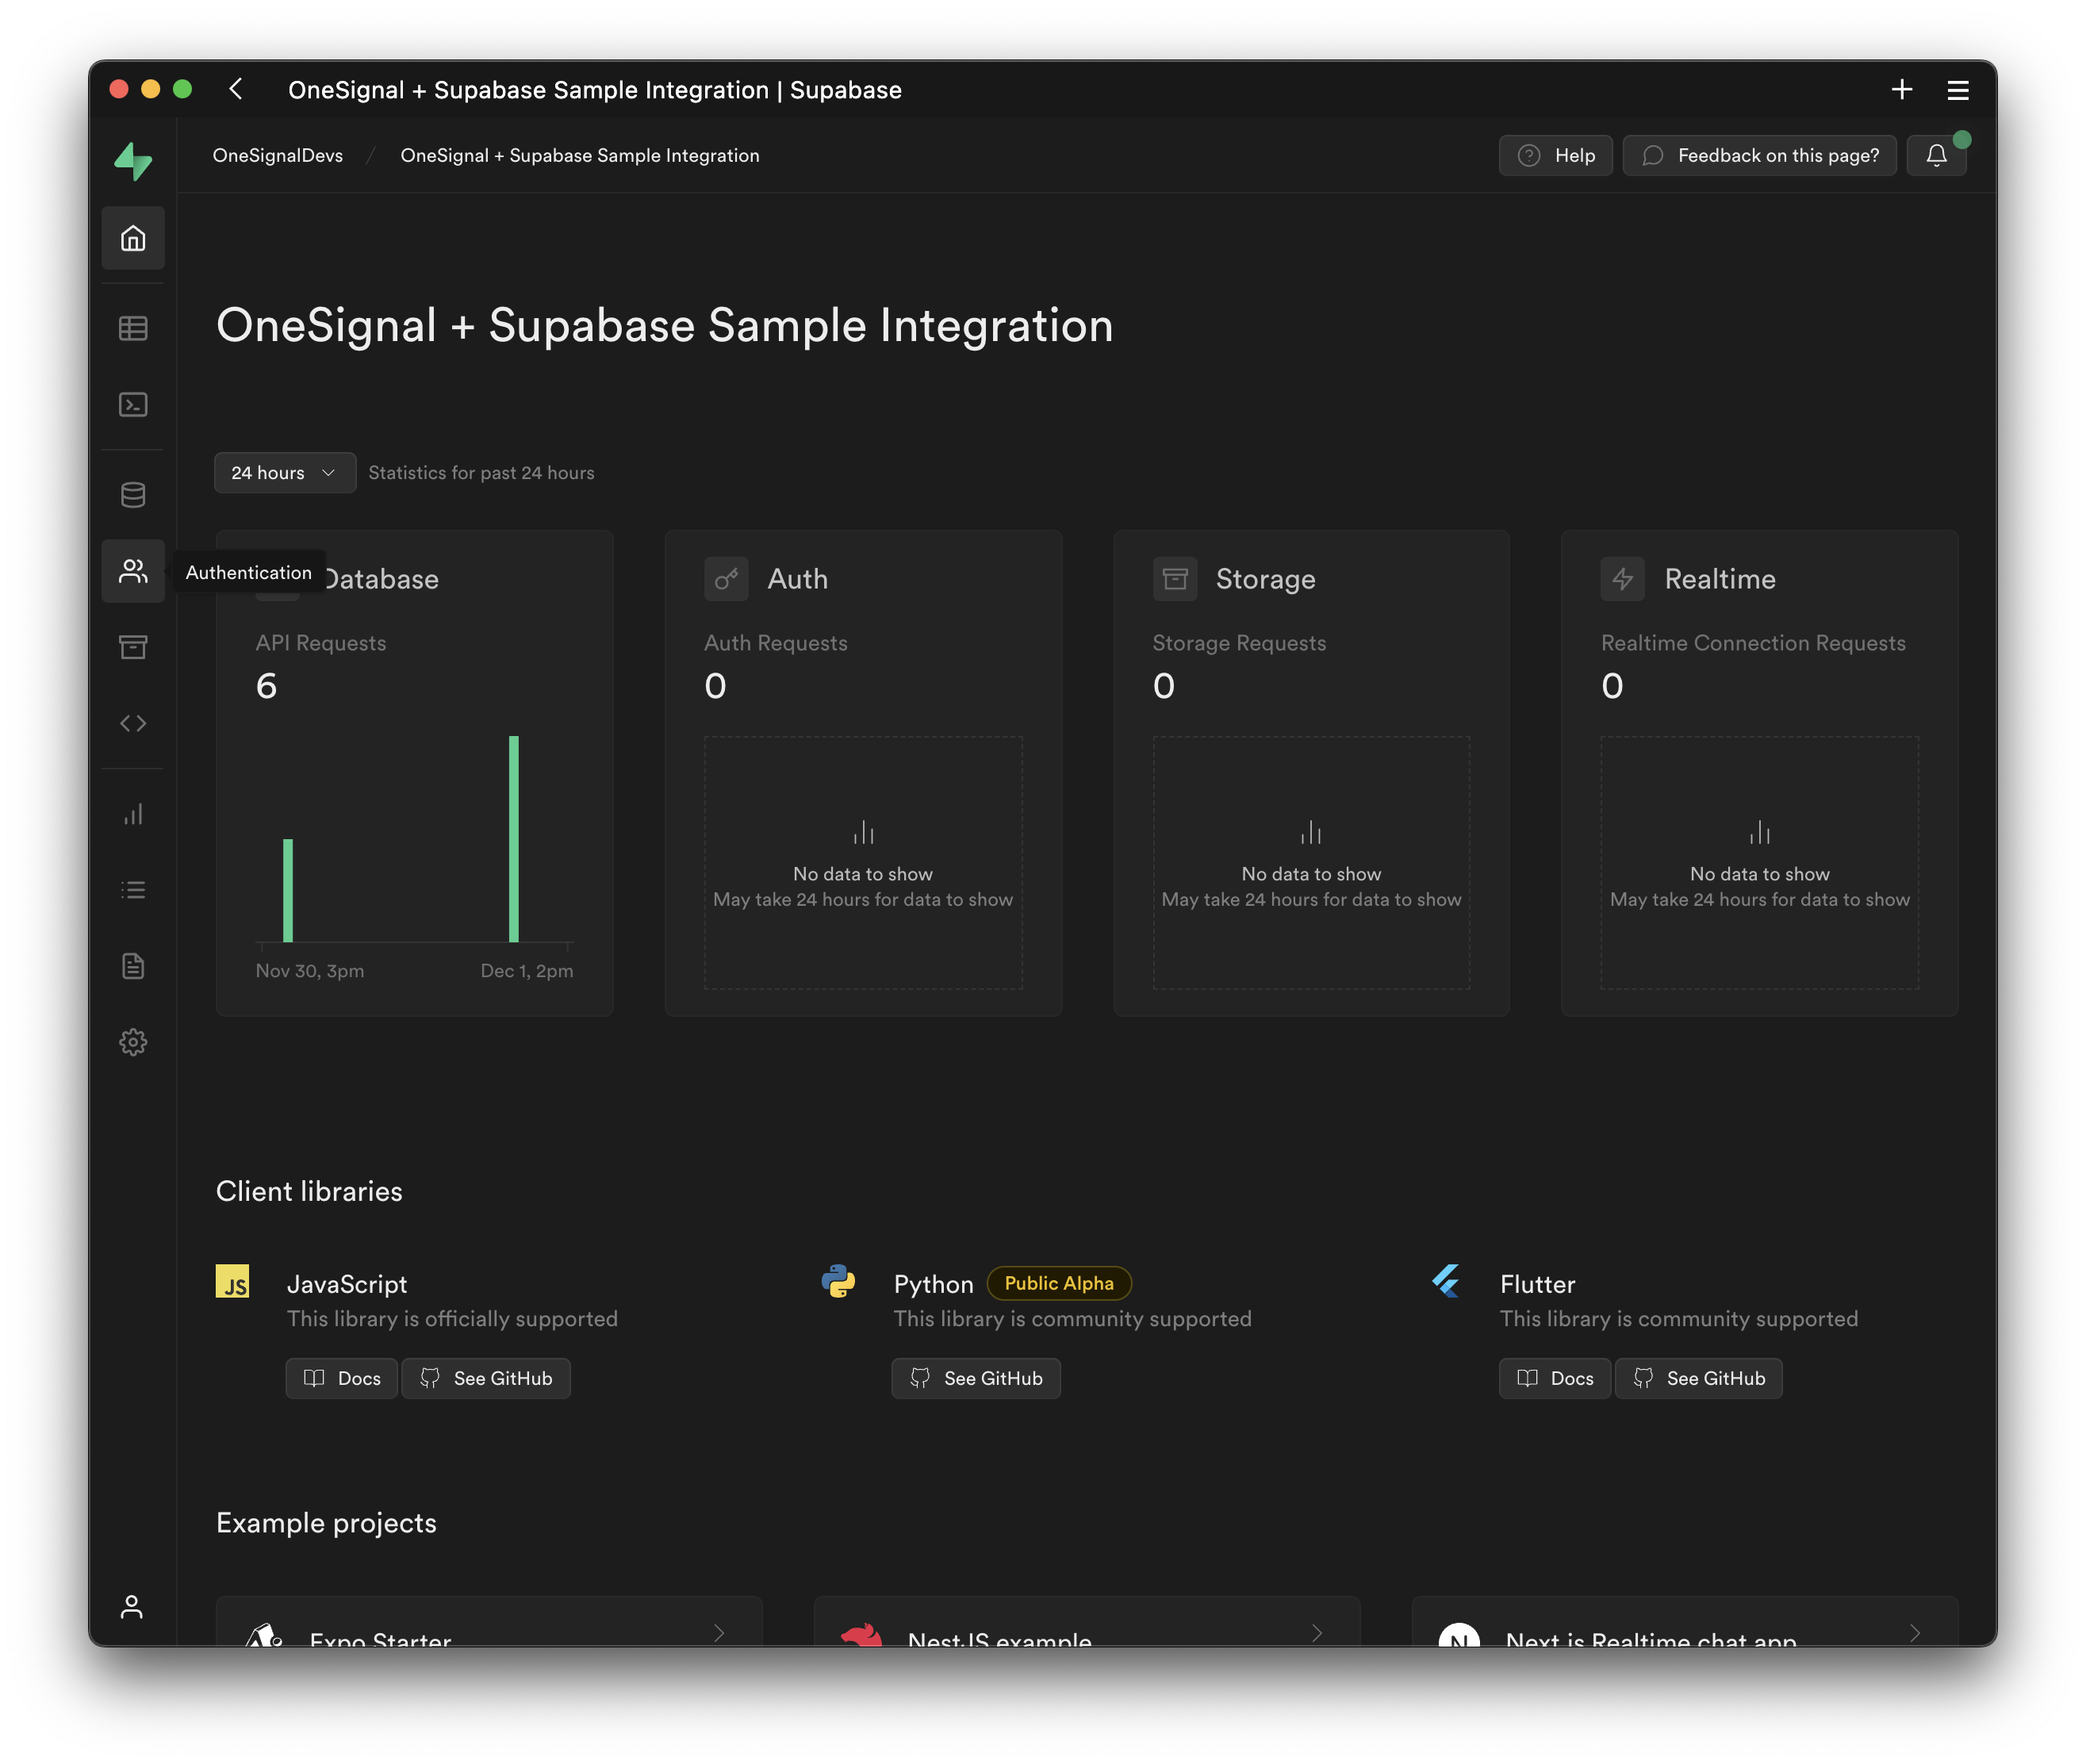 OneSignal + Supabase Sample Integration | Supabase
OneSignalDevs / OneSignal + Supabase Sample Integration
Help
Feedback on this page?
OneSignal + Supabase Sample Integration
24 hours
Statistics for past 24 hours
Authentication
Database
API Requests
6
Nov 30, 3pm
Dec 1, 2pm
Auth
Auth Requests
0
No data to show
May take 24 hours for data to show
Storage
Storage Requests
0
No data to show
May take 24 hours for data to show
Realtime
Realtime Connection Requests
0
No data to show
May take 24 hours for data to show
Client libraries
JS
JavaScript
This library is officially supported
Docs
See GitHub
Python
Public Alpha
This library is community supported
See GitHub
Flutter
This library is community supported
Docs
See GitHub
Example projects
Expo Starter
NestJS example
N
Next.js Realtime chat app